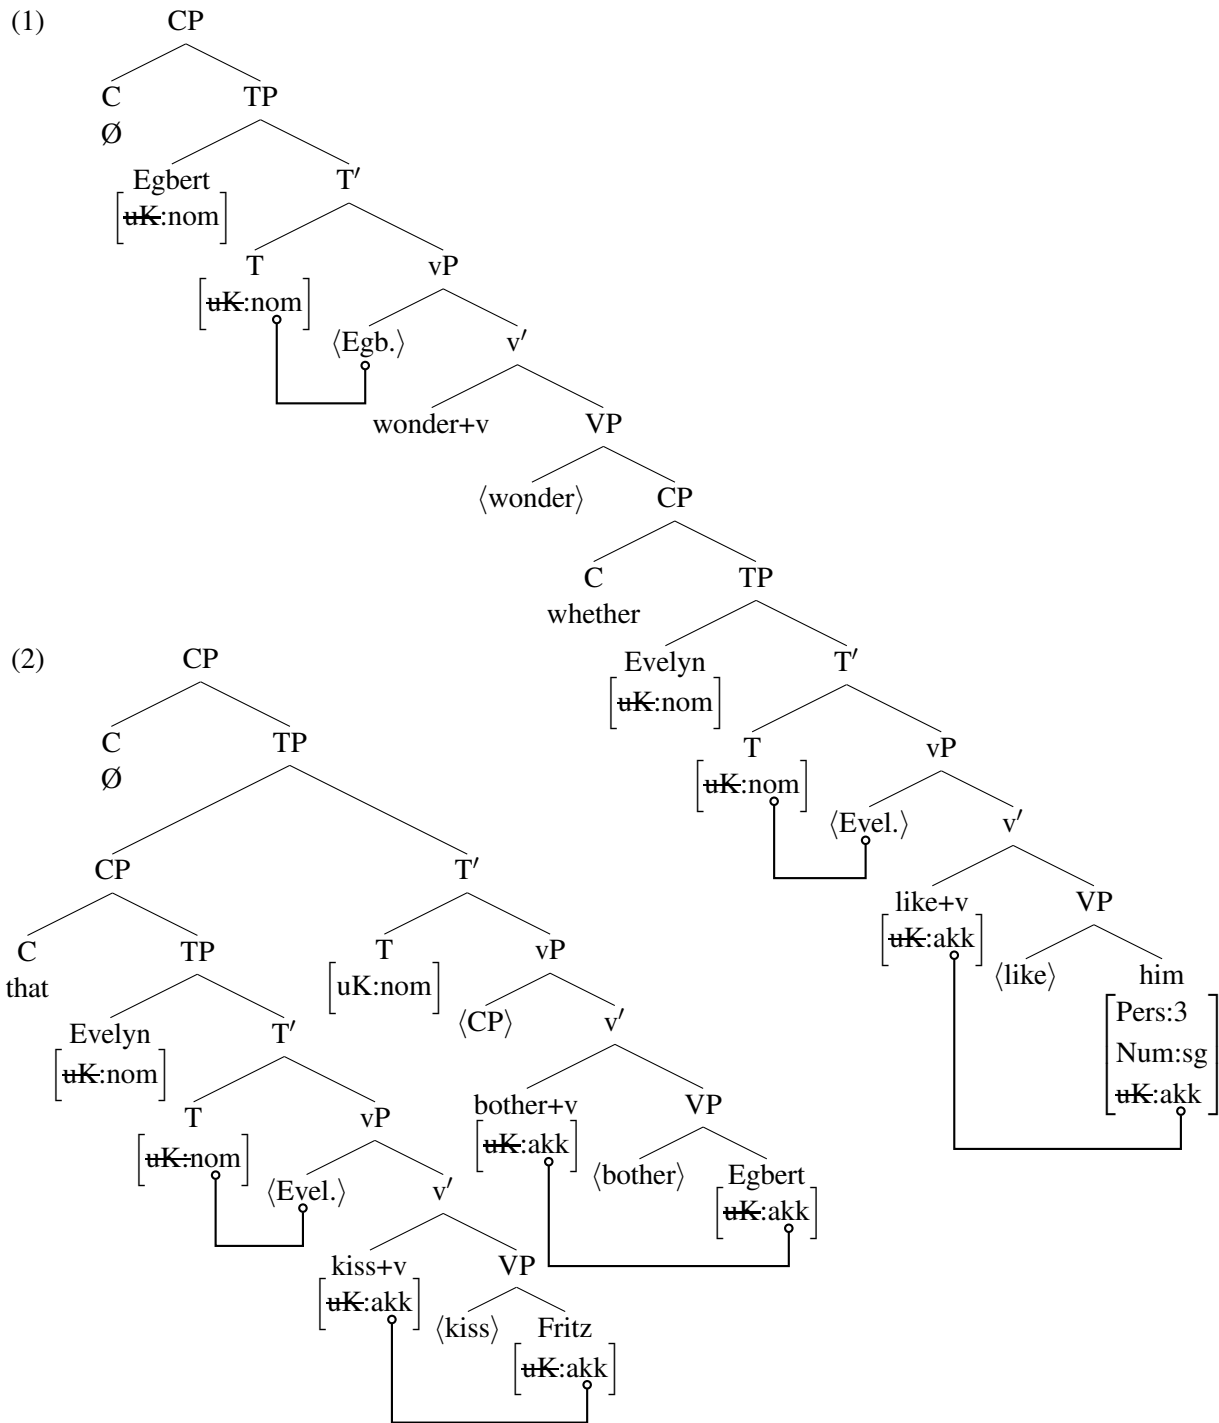 (1) CP
C TP
Ø
Egbert T′
[uK:nom]
T vP
[uK:nom]
⟨Egb.⟩ v′
wonder+v VP
⟨wonder⟩ CP
C TP
whether
Evelyn T′
[uK:nom]
T vP
[uK:nom]
⟨Evel.⟩ v′
like+v VP
[uK:akk]
⟨like⟩ him
[Pers:3
Num:sg
uK:akk]
(2) CP
C TP
Ø
CP T′
C TP
that
T vP
[uK:nom]
⟨CP⟩ v′
Evelyn T′
[uK:nom]
T vP
[uK:nom]
bother+v VP
[uK:akk]
⟨bother⟩ Egbert
[uK:akk]
⟨Evel.⟩ v′
kiss+v VP
[uK:akk]
⟨kiss⟩ Fritz
[uK:akk]